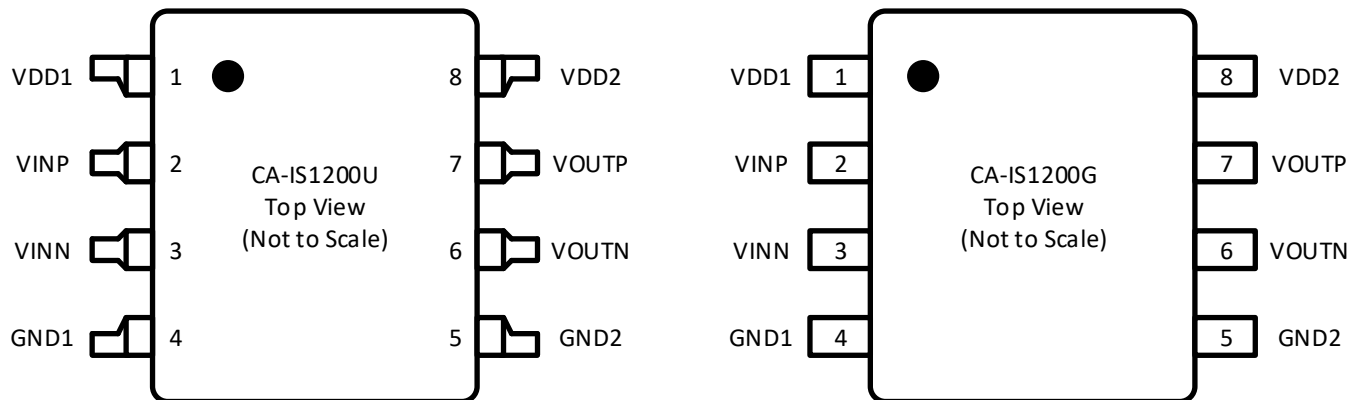 VDD1 1 8 VDD2
VINP 2 7 VOUTP
CA-IS1200U
Top View
(Not to Scale)
VINN 3 6 VOUTN
GND1 4 5 GND2
VDD1 1 8 VDD2
VINP 2 7 VOUTP
CA-IS1200G
Top View
(Not to Scale)
VINN 3 6 VOUTN
GND1 4 5 GND2